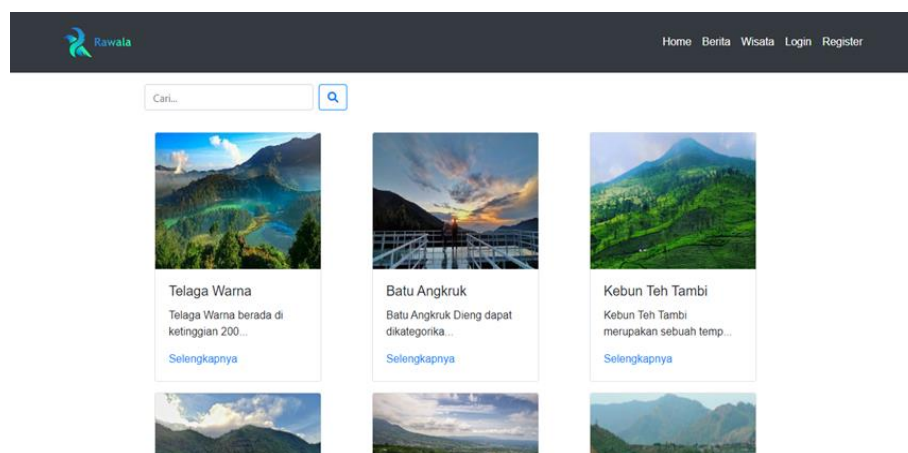 Rawala
Home Berita Wisata Login Register
Cari...
Telaga Warna
Telaga Warna berada di
ketinggian 200...
Selengkapnya
Batu Angkruk
Batu Angkruk Dieng dapat
dikategorika...
Selengkapnya
Kebun Teh Tambi
Kebun Teh Tambi
merupakan sebuah temp...
Selengkapnya